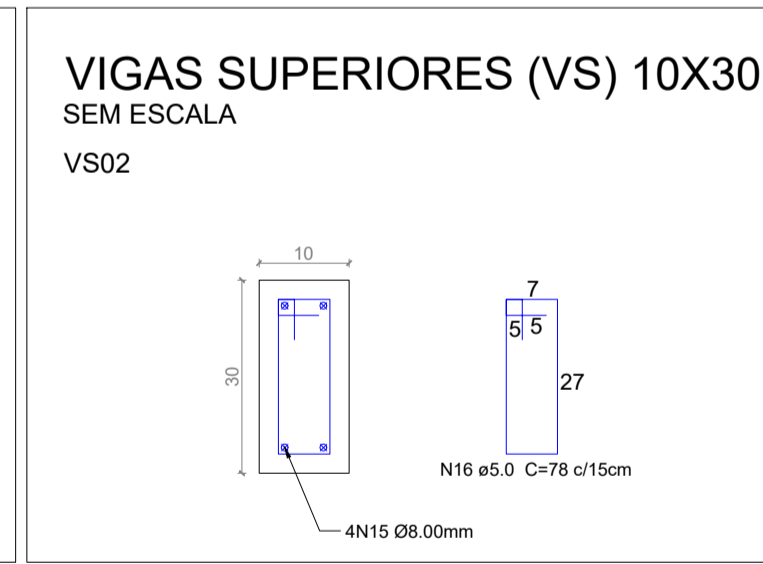 VIGAS SUPERIORES (VS) 10X30
SEM ESCALA
VS02
10
30
7
5 5
27
N16 ø5.0 C=78 c/15cm
4N15 Ø8.00mm